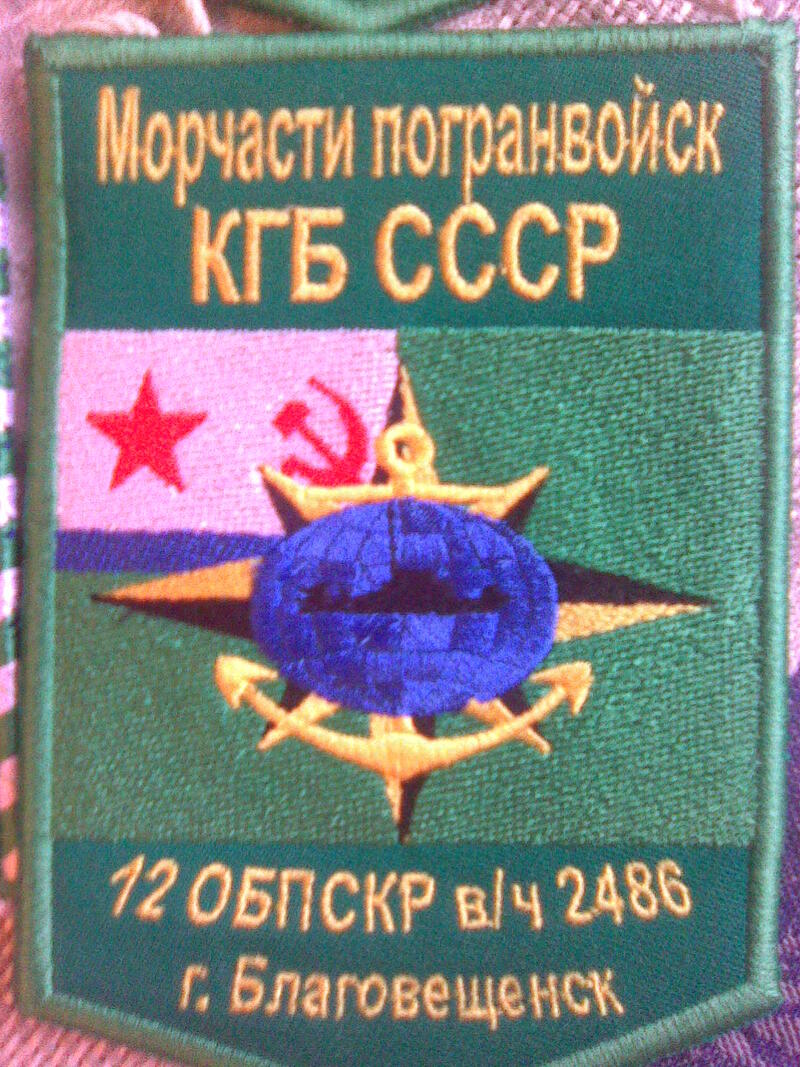 Морчасти погранвойск
КГБ СССР
12 ОБПСКР в/ч 2486
г. Благовещенск